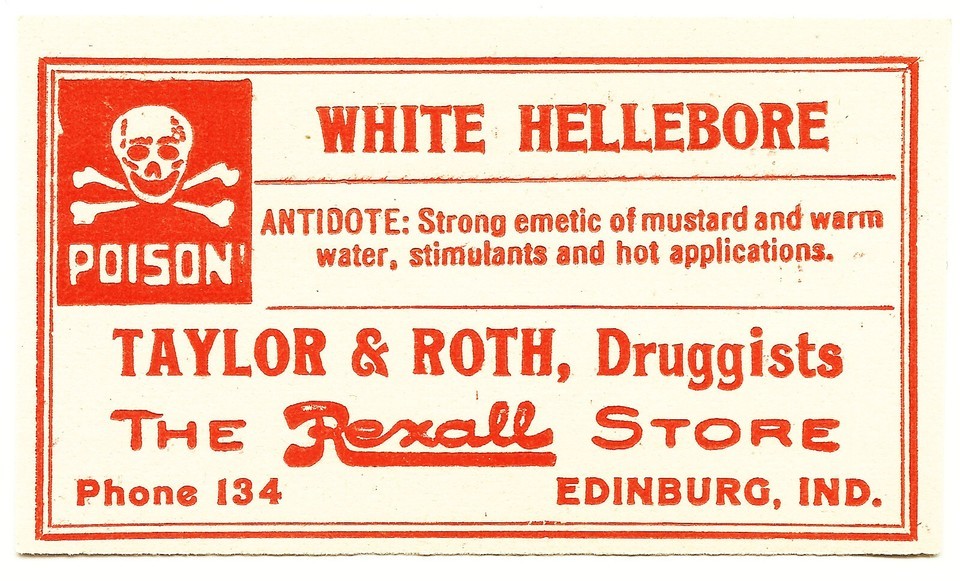 WHITE HELLEBORE
POISON!
ANTIDOTE: Strong emetic of mustard and warm
water, stimulants and hot applications.
TAYLOR & ROTH, Druggists
THE Rexall STORE
Phone 134 EDINBURG, IND.